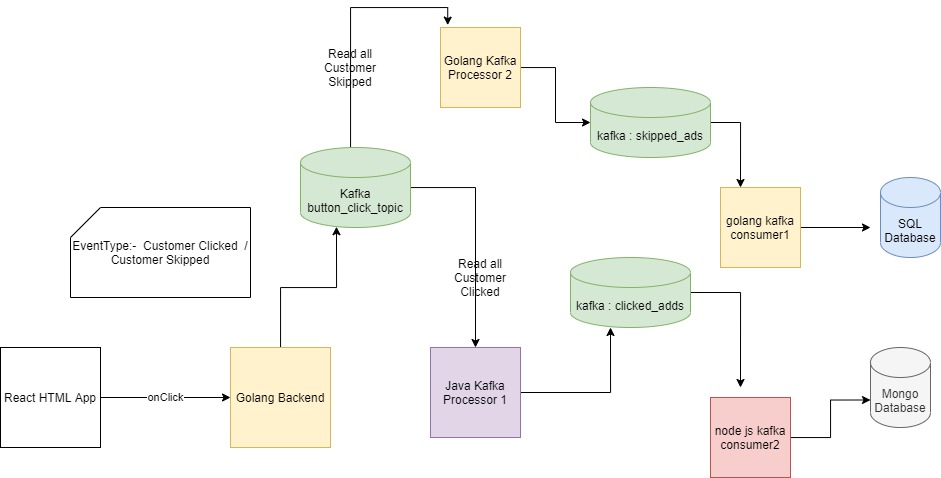 Read all
Customer
Skipped
Golang Kafka
Processor 2
kafka : skipped_ads
Kafka
button_click_topic
golang kafka
consumer1
SQL
Database
EventType:-  Customer Clicked  /
Customer Skipped
Read all
Customer
Clicked
kafka : clicked_adds
React HTML App
onClick
Golang Backend
Java Kafka
Processor 1
node js kafka
consumer2
Mongo
Database